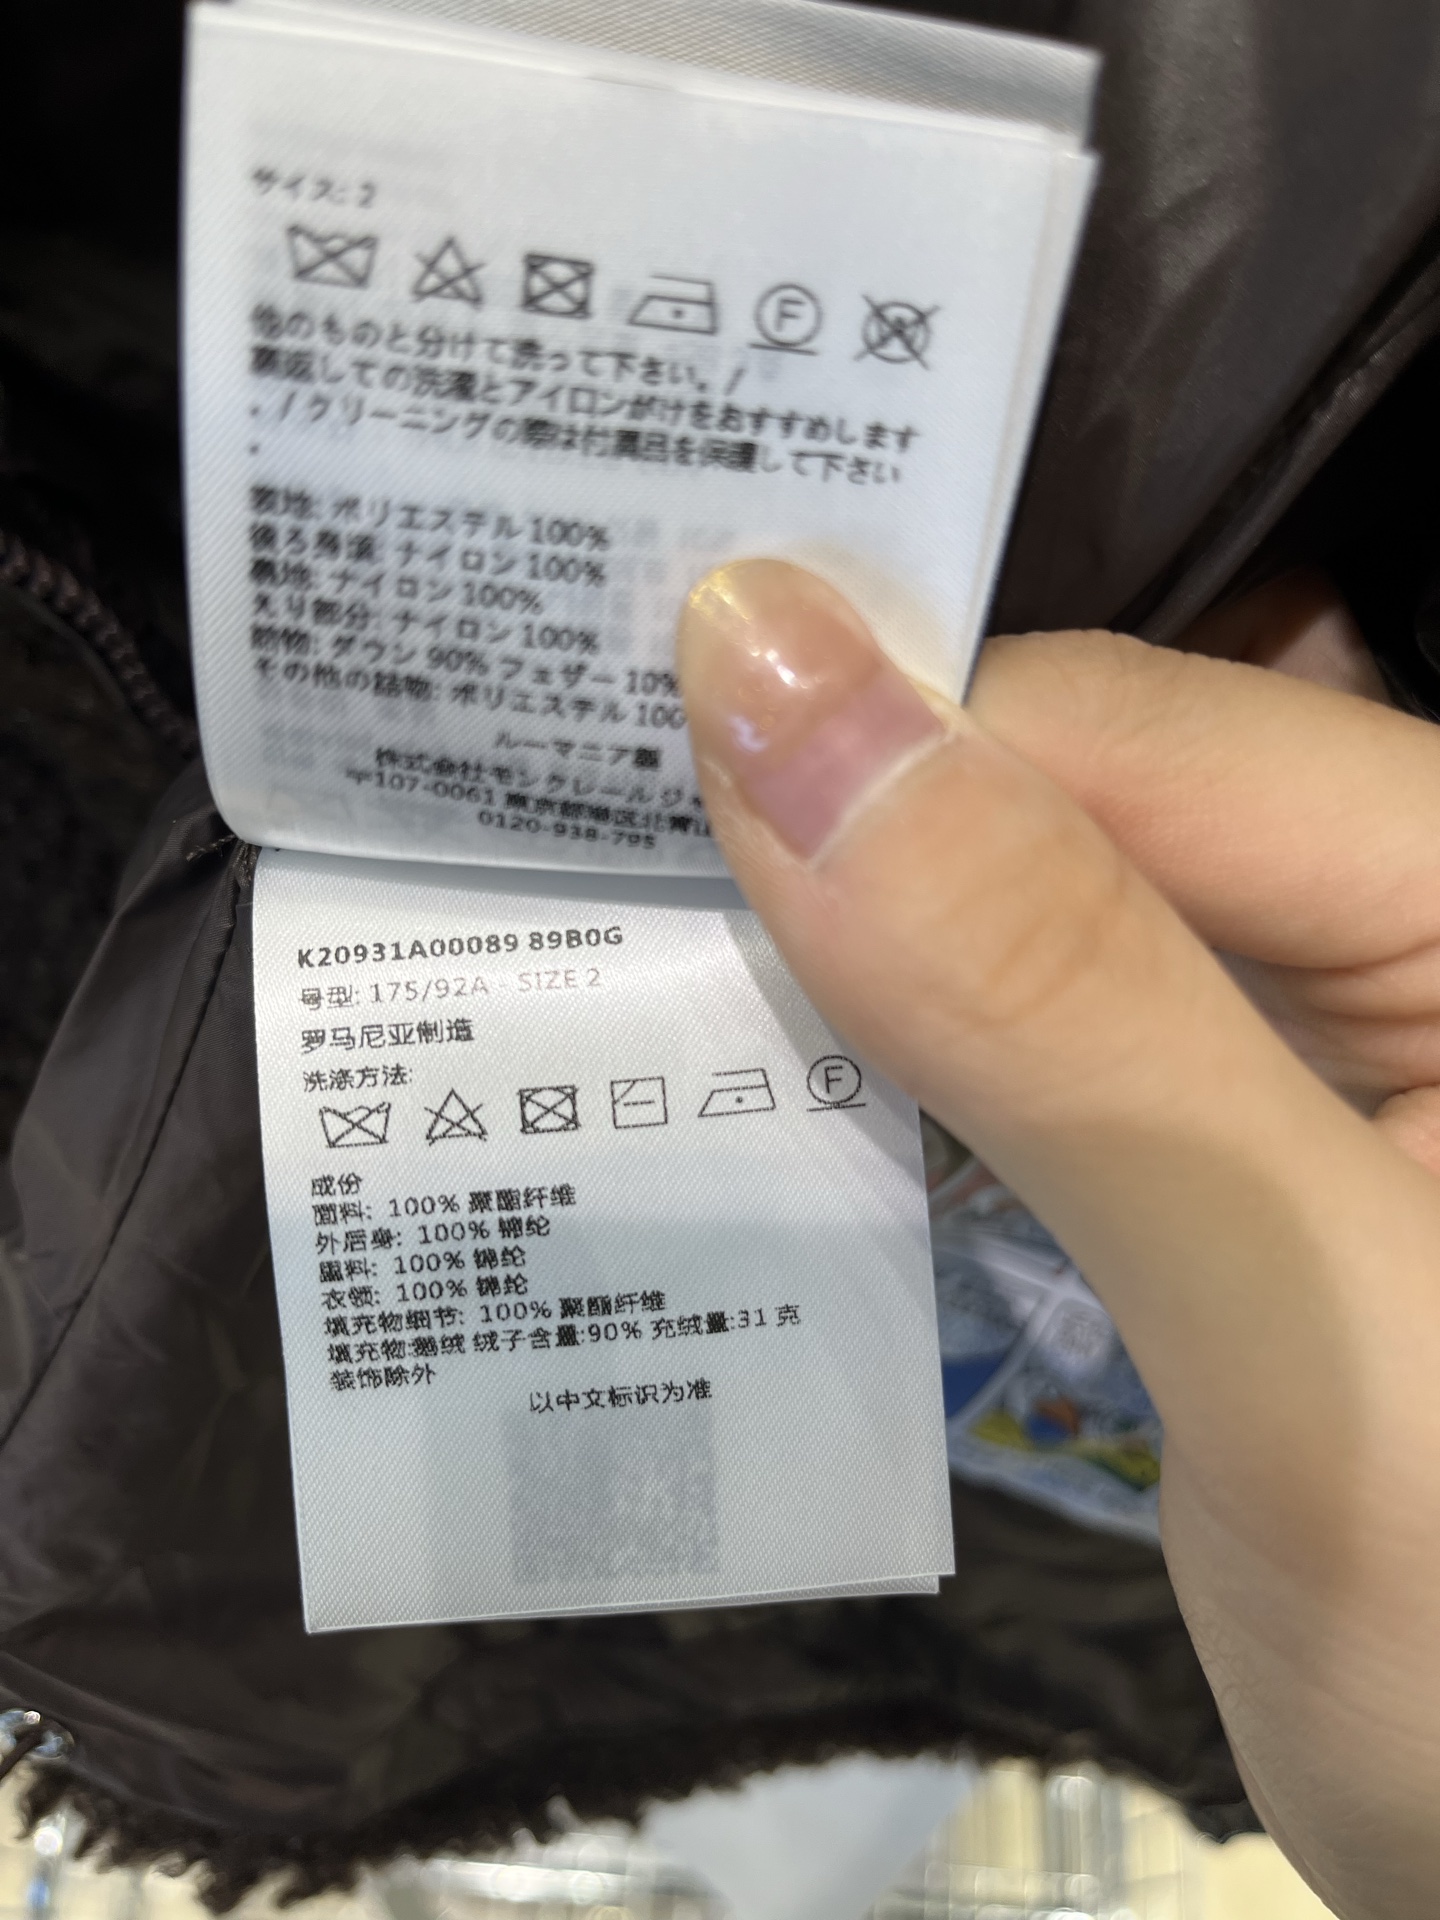 サイズ: 2
F
他のものと分けて洗って下さい。/
裏返しての洗濯とアイロンがけをおすすめします
. / クリーニングの際は付属品を保護して下さい
.
表地: ポリエステル 100%
後ろ身頃: ナイロン 100%
裏地: ナイロン 100%
えり部分: ナイロン 100%
詰物: ダウン 90% フェザー 10%
その他の詰物: ポリエステル 100
ルーマニア製
株式会社モンクレール ジャ
〒107-0061 東京都港区北青山
0120-938-795
K20931A00089 89B0G
号型: 175/92A - SIZE 2
罗马尼亚制造
洗涤方法:
F
成份
面料: 100% 聚酯纤维
外后身: 100% 锦纶
里料: 100% 锦纶
衣领: 100% 锦纶
填充物细节: 100% 聚酯纤维
填充物:鹅绒 绒子含量:90% 充绒量:31 克
装饰除外
以中文标识为准